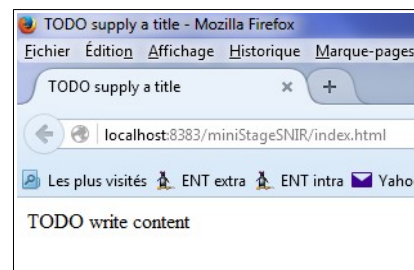 TODO supply a title - Mozilla Firefox
Fichier Édition Affichage Historique Marque-pages
TODO supply a title × +
localhost:8383/miniStageSNIR/index.html
Les plus visités ENT extra ENT intra Yaho
TODO write content